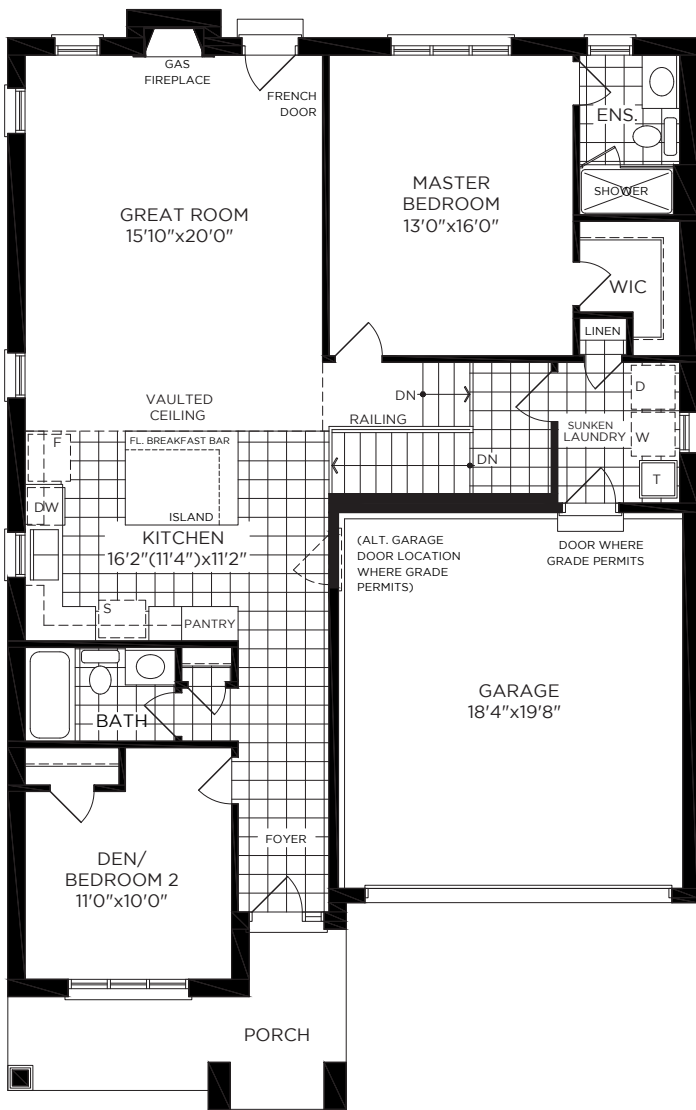 GAS
FIREPLACE
FRENCH
DOOR
ENS.
SHOWER
MASTER
BEDROOM
13'0"x16'0"
GREAT ROOM
15'10"x20'0"
WIC
LINEN
VAULTED
CEILING
DN
RAILING
D
SUNKEN
LAUNDRY
W
F
FL. BREAKFAST BAR
DN
T
DW
ISLAND
KITCHEN
16'2"(11'4")x11'2"
(ALT. GARAGE
DOOR LOCATION
WHERE GRADE
PERMITS)
DOOR WHERE
GRADE PERMITS
S
PANTRY
BATH
GARAGE
18'4"x19'8"
FOYER
DEN/
BEDROOM 2
11'0"x10'0"
PORCH